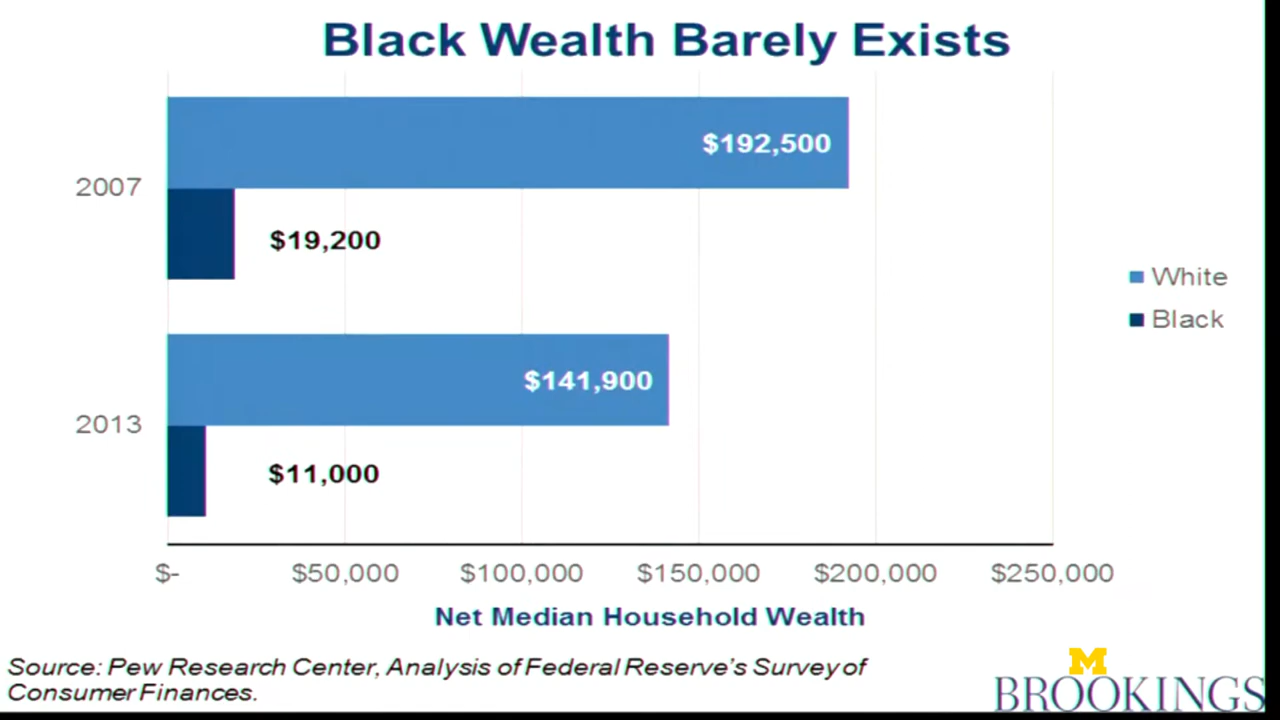 Black Wealth Barely Exists
$192,500
2007
$19,200
White
Black
$141,900
2013
$11,000
$-
$50,000
$100,000
$150,000
$200,000
$250,000
Net Median Household Wealth
Source: Pew Research Center, Analysis of Federal Reserve's Survey of
Consumer Finances.
M
BROOKINGS